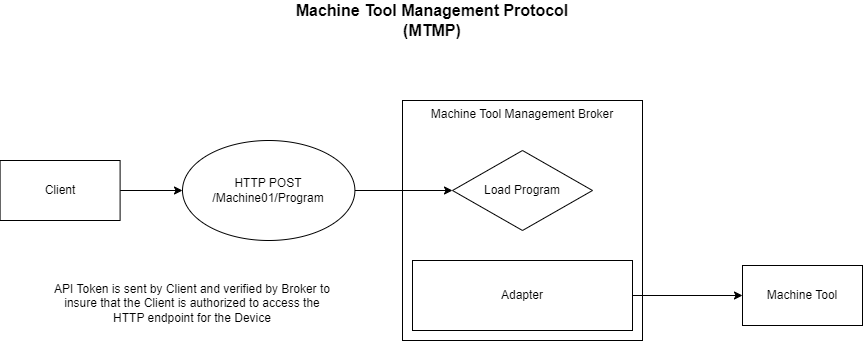 Machine Tool Management Protocol
(MTMP)
Machine Tool Management Broker
Client
HTTP POST
/Machine01/Program
Load Program
API Token is sent by Client and verified by Broker to
insure that the Client is authorized to access the
HTTP endpoint for the Device
Adapter
Machine Tool